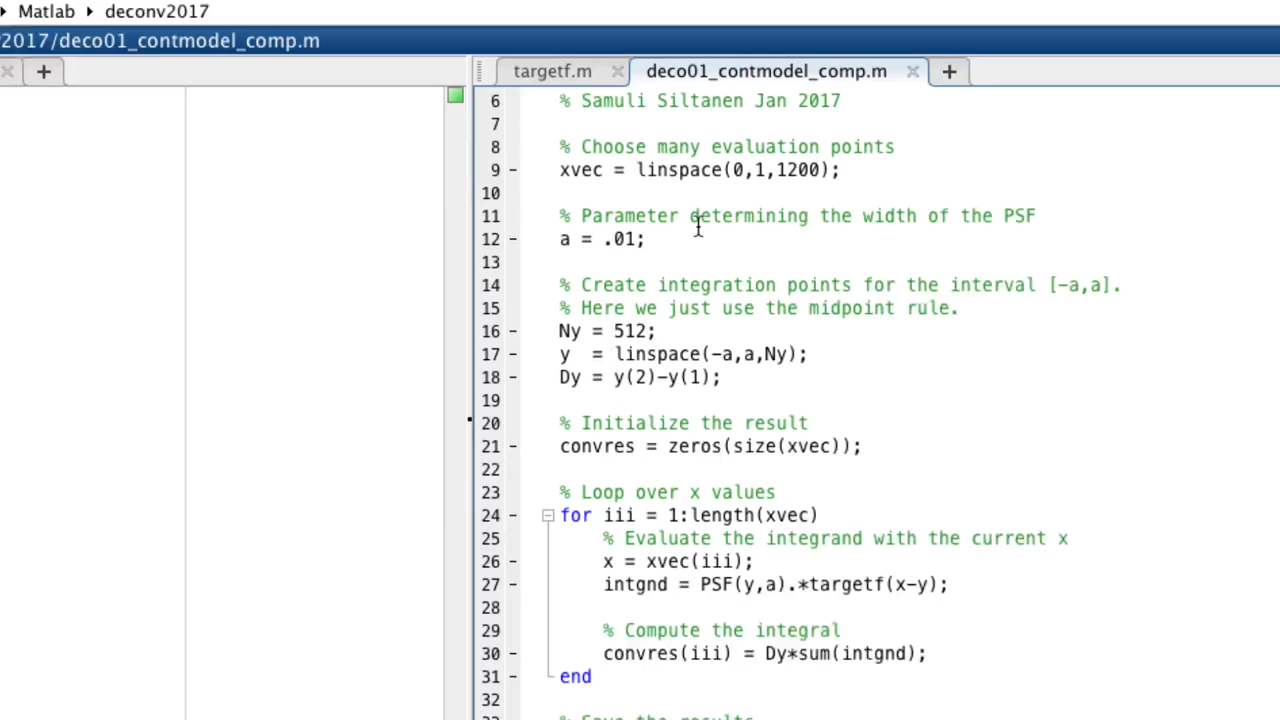 Matlab ▸ deconv2017
2017/deco01_contmodel_comp.m
+ targetf.m × deco01_contmodel_comp.m × +
6 % Samuli Siltanen Jan 2017
7
8 % Choose many evaluation points
9 - xvec = linspace(0,1,1200);
10
11 % Parameter determining the width of the PSF
12 - a = .01;
13
14 % Create integration points for the interval [-a,a].
15 % Here we just use the midpoint rule.
16 - Ny = 512;
17 - y  = linspace(-a,a,Ny);
18 - Dy = y(2)-y(1);
19
20 % Initialize the result
21 - convres = zeros(size(xvec));
22
23 % Loop over x values
24 - for iii = 1:length(xvec)
25 % Evaluate the integrand with the current x
26 - x = xvec(iii);
27 - intgnd = PSF(y,a).*targetf(x-y);
28
29 % Compute the integral
30 - convres(iii) = Dy*sum(intgnd);
31 - end
32
% Save the results